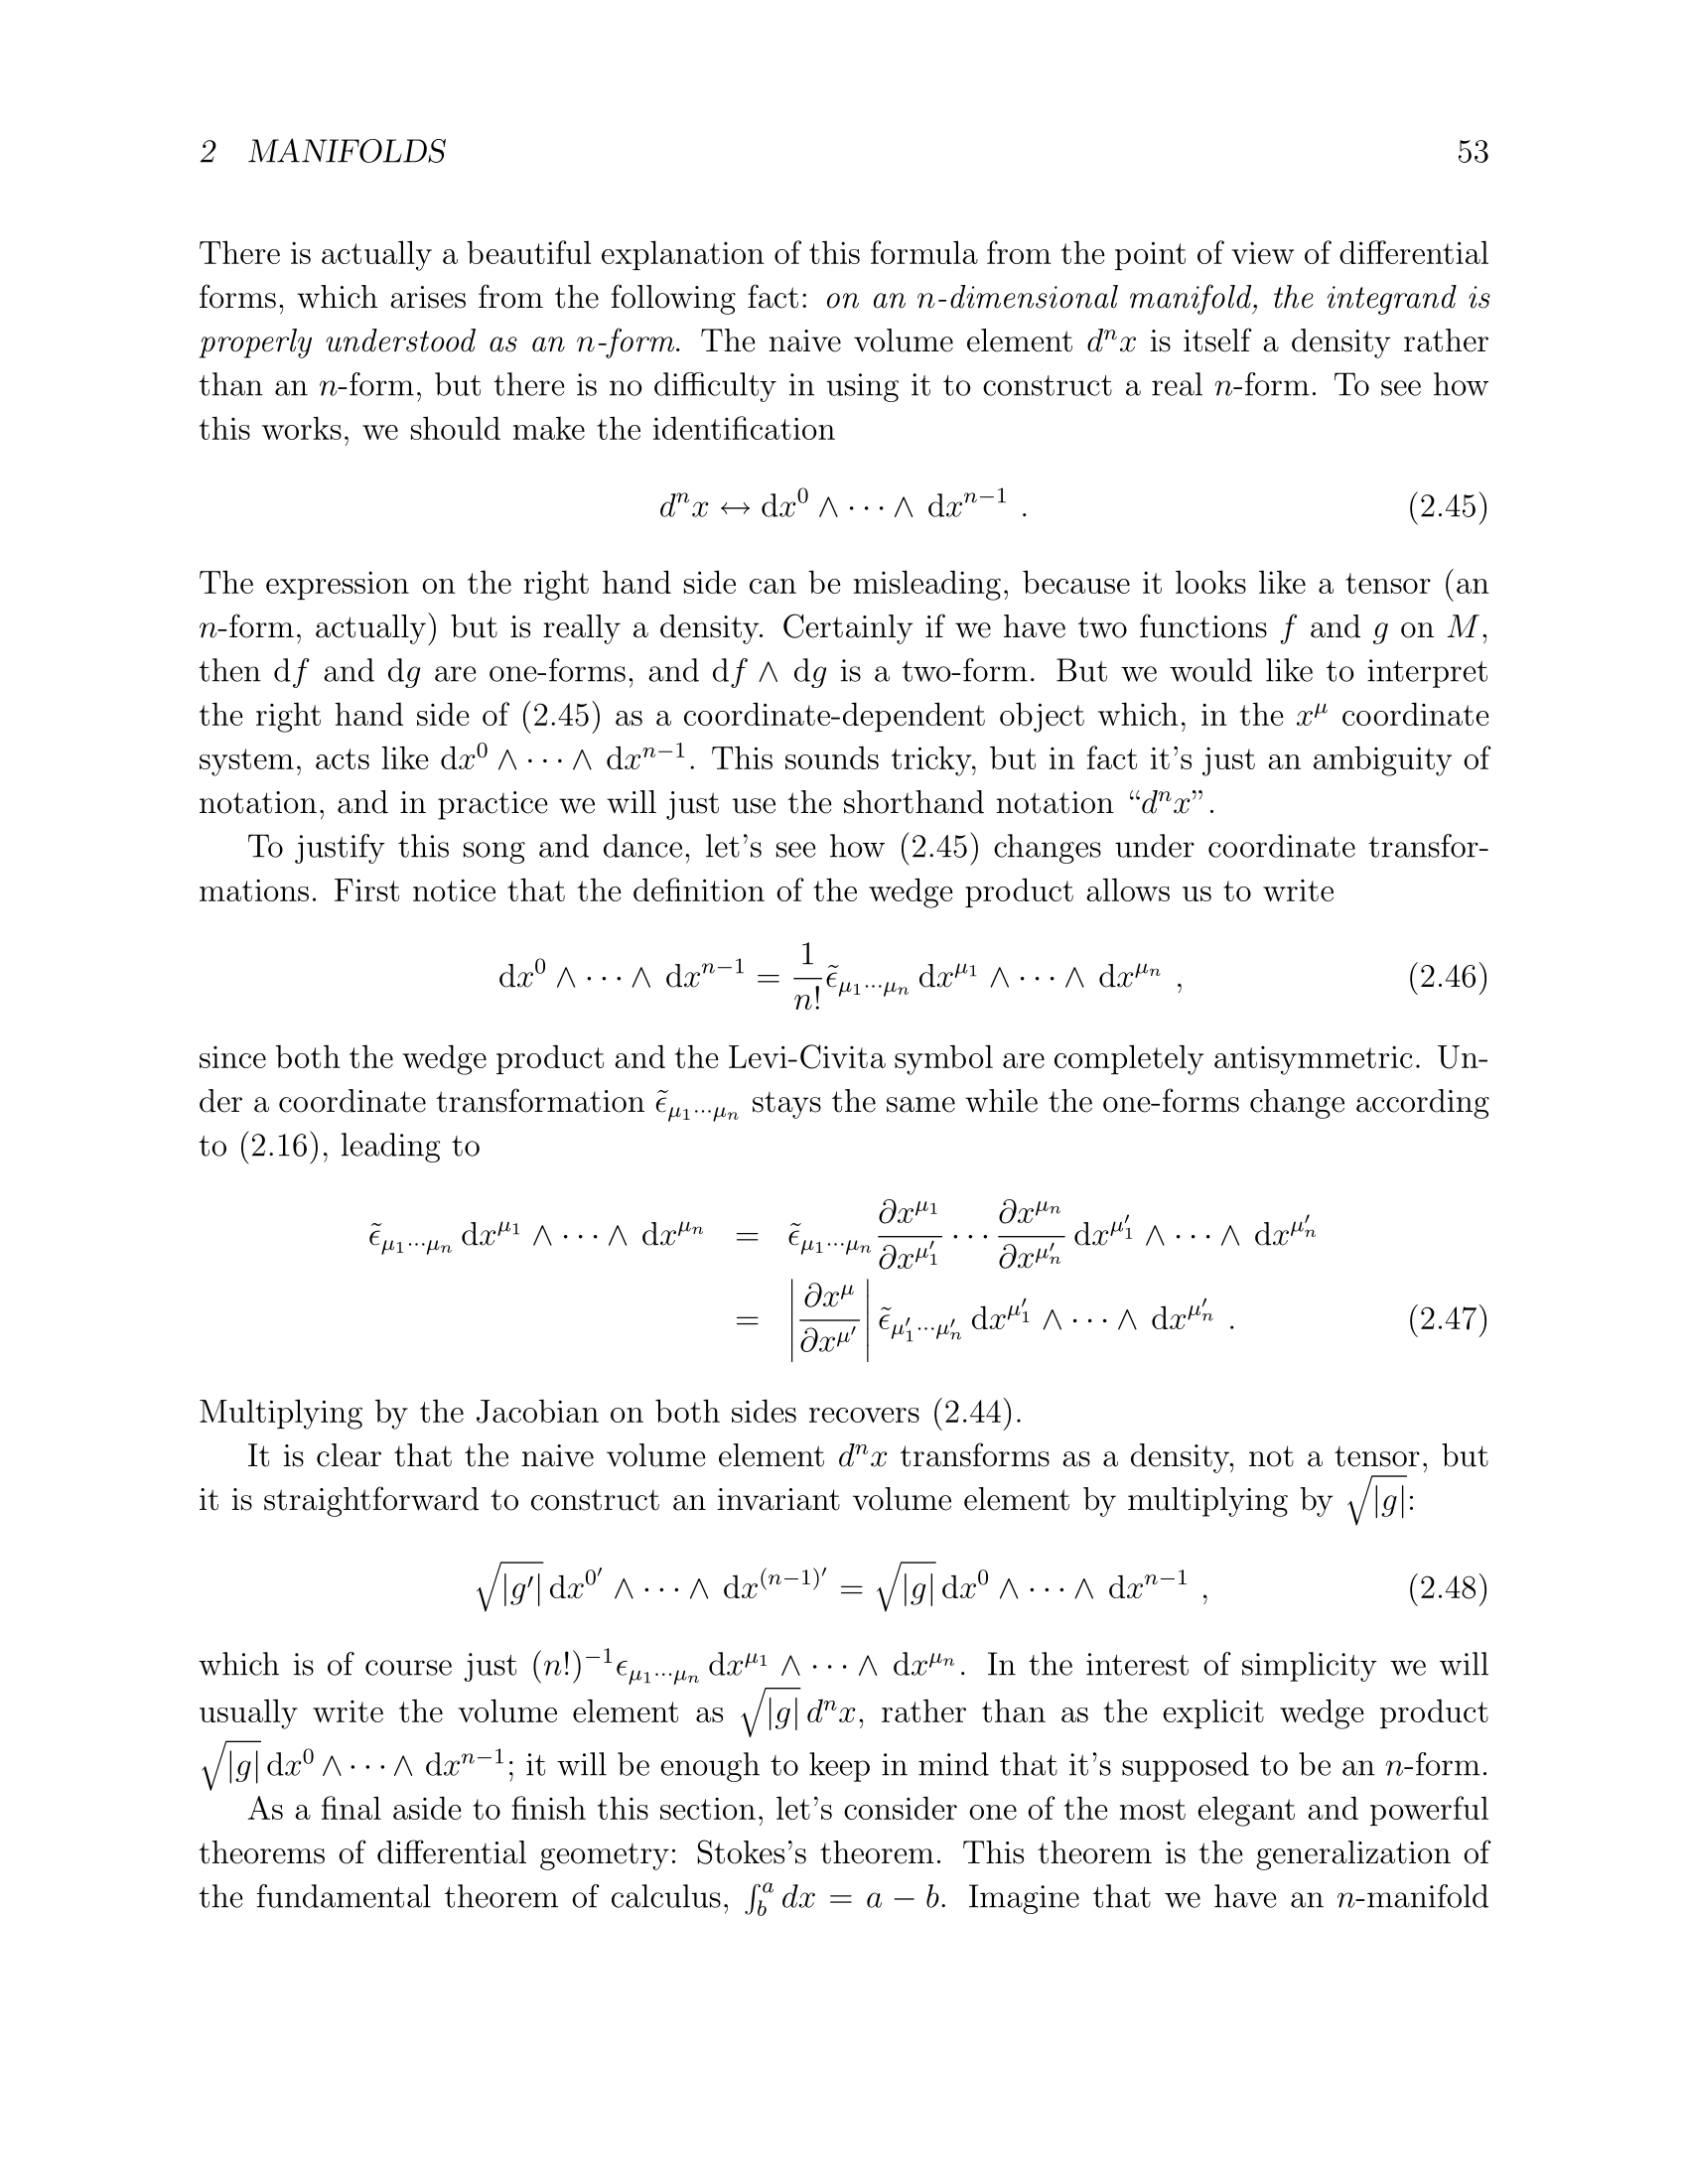 2 MANIFOLDS 53
There is actually a beautiful explanation of this formula from the point of view of differential
forms, which arises from the following fact: on an n-dimensional manifold, the integrand is
properly understood as an n-form. The naive volume element dⁿx is itself a density rather
than an n-form, but there is no difficulty in using it to construct a real n-form. To see how
this works, we should make the identification
$d^n x \leftrightarrow \mathrm{d}x^0 \wedge \cdots \wedge \mathrm{d}x^{n-1}$ . (2.45)
The expression on the right hand side can be misleading, because it looks like a tensor (an
n-form, actually) but is really a density. Certainly if we have two functions f and g on M,
then df and dg are one-forms, and df ∧ dg is a two-form. But we would like to interpret
the right hand side of (2.45) as a coordinate-dependent object which, in the $x^\mu$ coordinate
system, acts like $\mathrm{d}x^0 \wedge \cdots \wedge \mathrm{d}x^{n-1}$. This sounds tricky, but in fact it's just an ambiguity of
notation, and in practice we will just use the shorthand notation “dⁿx”.
To justify this song and dance, let's see how (2.45) changes under coordinate transfor-
mations. First notice that the definition of the wedge product allows us to write
$\mathrm{d}x^0 \wedge \cdots \wedge \mathrm{d}x^{n-1} = \frac{1}{n!} \tilde{\epsilon}_{\mu_1 \cdots \mu_n} \mathrm{d}x^{\mu_1} \wedge \cdots \wedge \mathrm{d}x^{\mu_n}$ , (2.46)
since both the wedge product and the Levi-Civita symbol are completely antisymmetric. Un-
der a coordinate transformation $\tilde{\epsilon}_{\mu_1 \cdots \mu_n}$ stays the same while the one-forms change according
to (2.16), leading to
$\tilde{\epsilon}_{\mu_1 \cdots \mu_n} \mathrm{d}x^{\mu_1} \wedge \cdots \wedge \mathrm{d}x^{\mu_n} = \tilde{\epsilon}_{\mu_1 \cdots \mu_n} \frac{\partial x^{\mu_1}}{\partial x^{\mu'_1}} \cdots \frac{\partial x^{\mu_n}}{\partial x^{\mu'_n}} \mathrm{d}x^{\mu'_1} \wedge \cdots \wedge \mathrm{d}x^{\mu'_n}$
$= \left| \frac{\partial x^\mu}{\partial x^{\mu'}} \right| \tilde{\epsilon}_{\mu'_1 \cdots \mu'_n} \mathrm{d}x^{\mu'_1} \wedge \cdots \wedge \mathrm{d}x^{\mu'_n}$ . (2.47)
Multiplying by the Jacobian on both sides recovers (2.44).
It is clear that the naive volume element dⁿx transforms as a density, not a tensor, but
it is straightforward to construct an invariant volume element by multiplying by $\sqrt{|g|}$:
$\sqrt{|g'|} \mathrm{d}x^{0'} \wedge \cdots \wedge \mathrm{d}x^{(n-1)'} = \sqrt{|g|} \mathrm{d}x^0 \wedge \cdots \wedge \mathrm{d}x^{n-1}$ , (2.48)
which is of course just $(n!)^{-1} \epsilon_{\mu_1 \cdots \mu_n} \mathrm{d}x^{\mu_1} \wedge \cdots \wedge \mathrm{d}x^{\mu_n}$. In the interest of simplicity we will
usually write the volume element as $\sqrt{|g|} d^n x$, rather than as the explicit wedge product
$\sqrt{|g|} \mathrm{d}x^0 \wedge \cdots \wedge \mathrm{d}x^{n-1}$; it will be enough to keep in mind that it's supposed to be an n-form.
As a final aside to finish this section, let's consider one of the most elegant and powerful
theorems of differential geometry: Stokes's theorem. This theorem is the generalization of
the fundamental theorem of calculus, $\int_b^a dx = a - b$. Imagine that we have an n-manifold